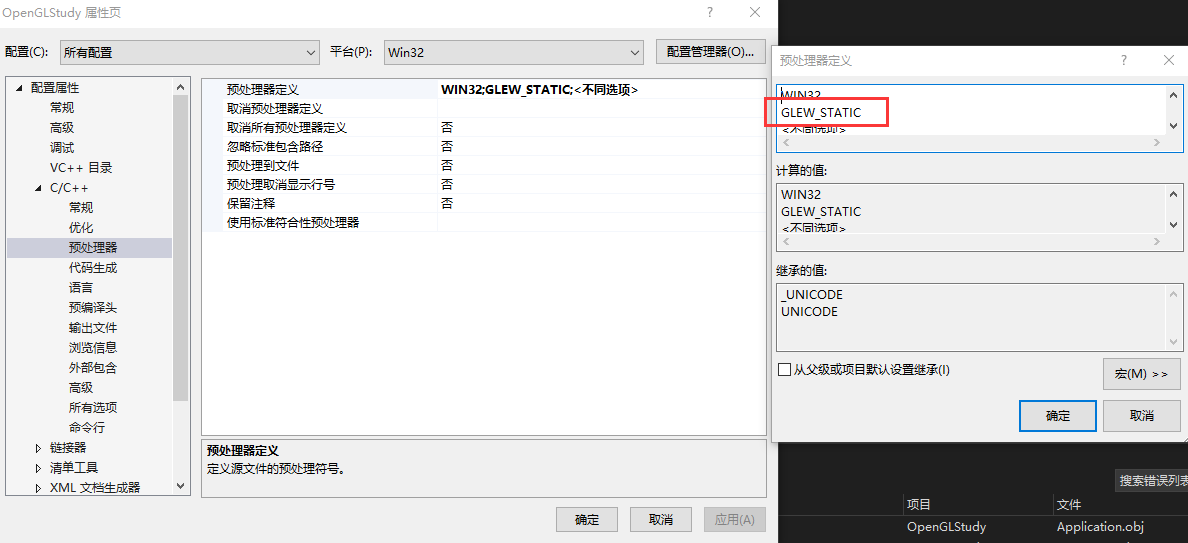 OpenGLStudy 属性页
配置(C):
所有配置
平台(P):
Win32
配置管理器(O)...
配置属性
常规
高级
调试
VC++ 目录
C/C++
常规
优化
预处理器
代码生成
语言
预编译头
输出文件
浏览信息
外部包含
高级
所有选项
命令行
链接器
清单工具
XML 文档生成器
预处理器定义 WIN32;GLEW_STATIC;<不同选项>
取消预处理器定义
取消所有预处理器定义 否
忽略标准包含路径 否
预处理到文件 否
预处理取消显示行号 否
保留注释 否
使用标准符合性预处理器
预处理器定义
定义源文件的预处理符号。
确定
取消
应用(A)
预处理器定义
WIN32
GLEW_STATIC
<不同选项>
计算的值:
WIN32
GLEW_STATIC
<不同选项>
继承的值:
_UNICODE
UNICODE
从父级或项目默认设置继承(I)
宏(M) >>
确定
取消
搜索错误列表
项目 文件
OpenGLStudy Application.obj